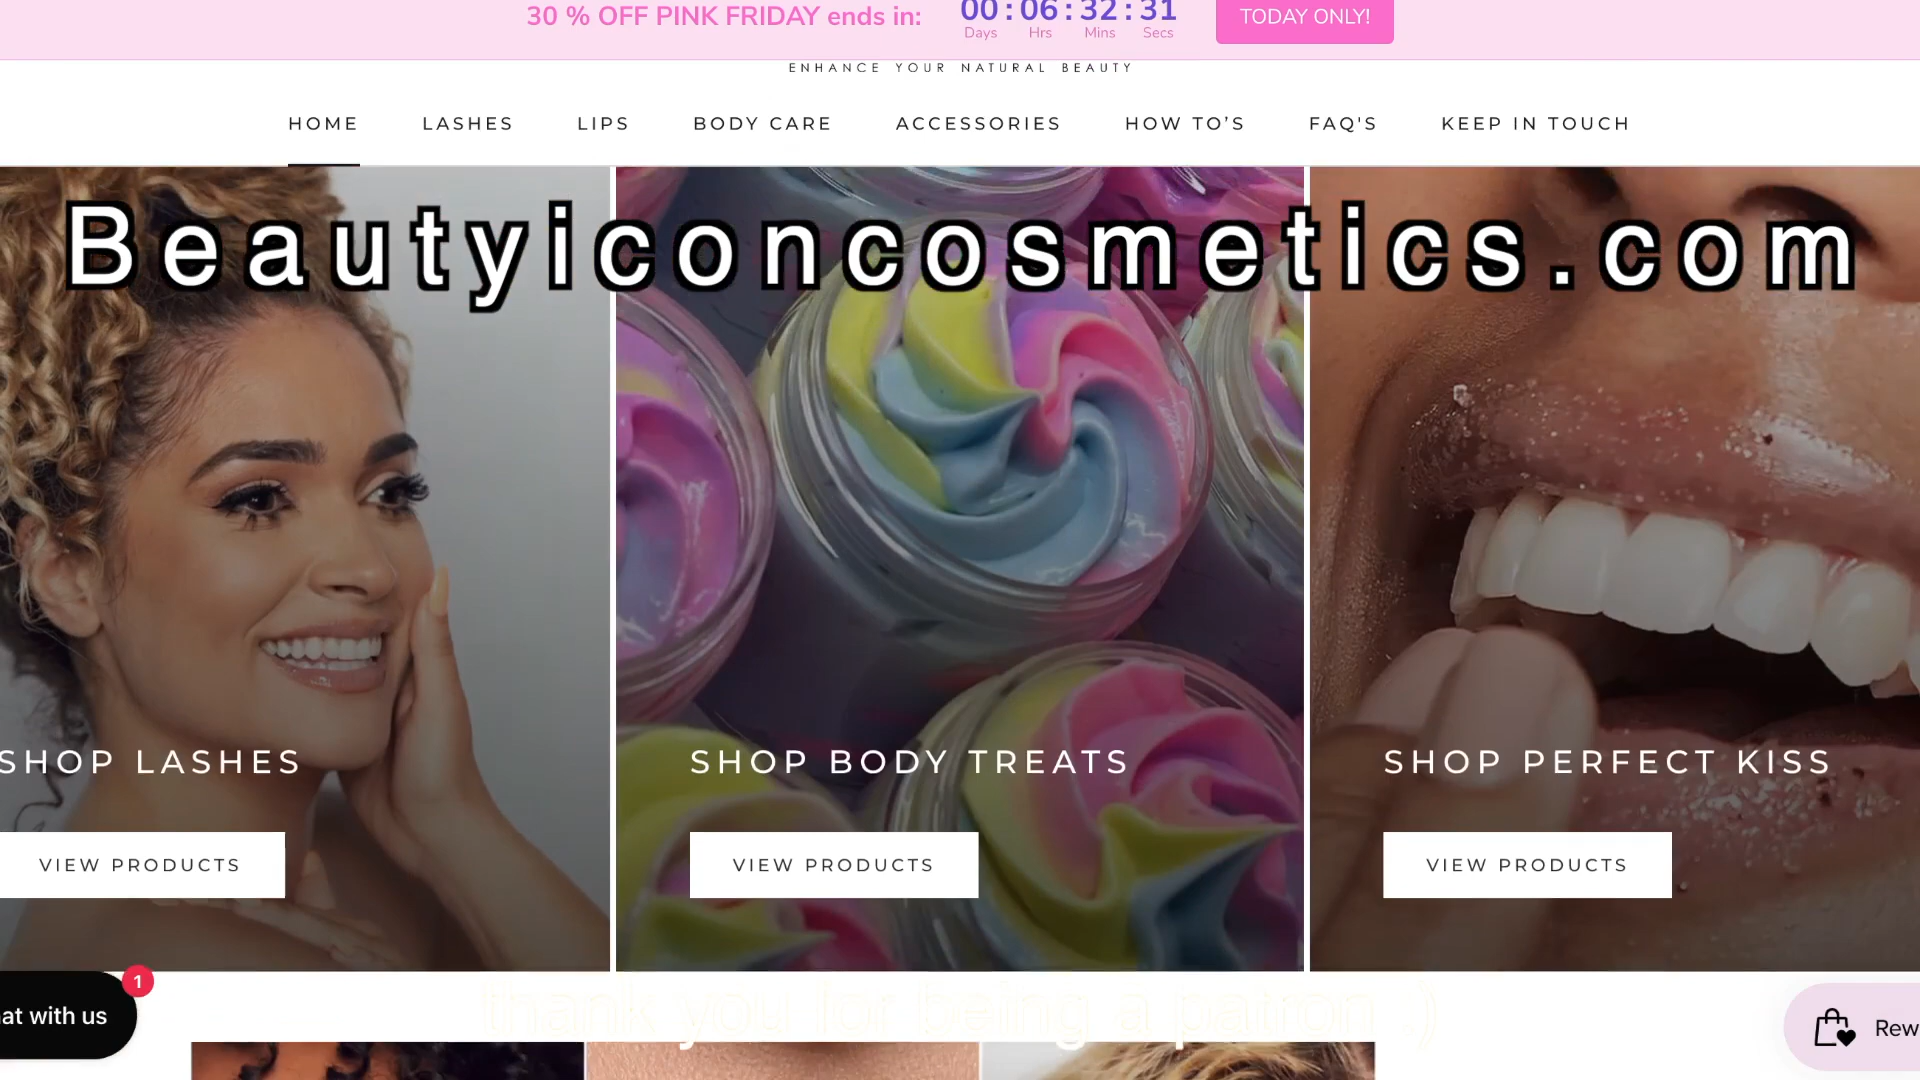 30 % OFF PINK FRIDAY ends in: 00 : 06 : 32 : 31 TODAY ONLY!
Days Hrs Mins Secs
ENHANCE YOUR NATURAL BEAUTY
HOME LASHES LIPS BODY CARE ACCESSORIES HOW TO’S FAQ'S KEEP IN TOUCH
Beautyiconcosmetics.com
SHOP LASHES SHOP BODY TREATS SHOP PERFECT KISS
VIEW PRODUCTS VIEW PRODUCTS VIEW PRODUCTS
1
at with us
thank you for being a patron :)
Rew